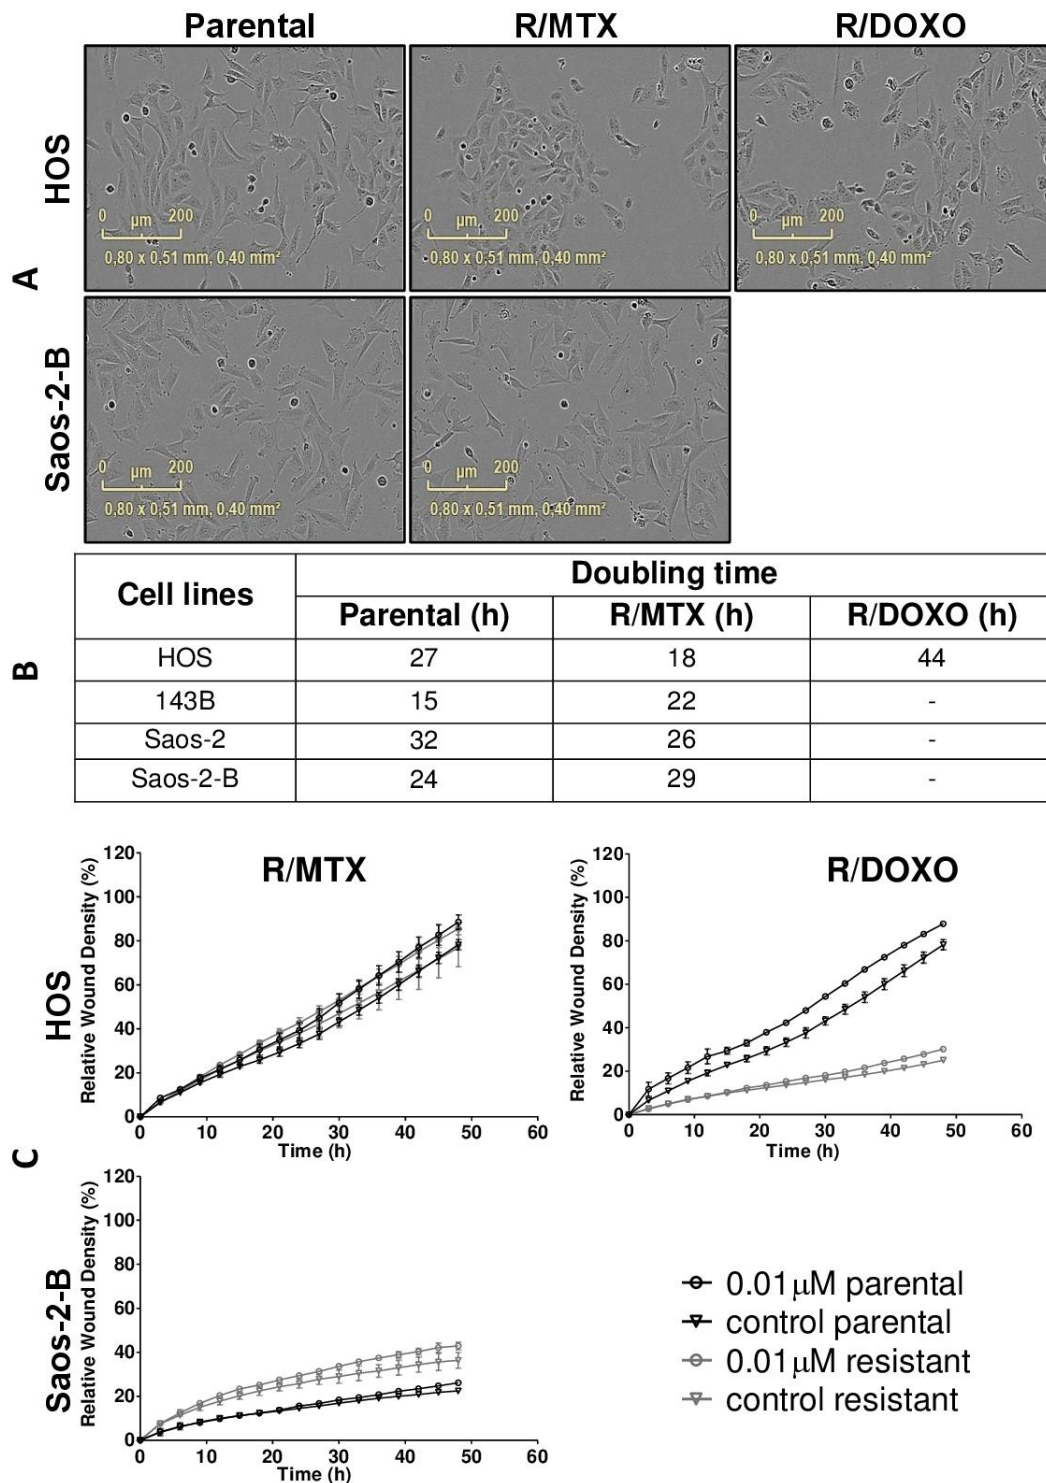 Parental R/MTX R/DOXO
A
HOS
0 µm 200
0,80 x 0,51 mm, 0,40 mm²
0 µm 200
0,80 x 0,51 mm, 0,40 mm²
0 µm 200
0,80 x 0,51 mm, 0,40 mm²
Saos-2-B
0 µm 200
0,80 x 0,51 mm, 0,40 mm²
0 µm 200
0,80 x 0,51 mm, 0,40 mm²
B
Cell lines Doubling time
Parental (h) R/MTX (h) R/DOXO (h)
HOS 27 18 44
143B 15 22 -
Saos-2 32 26 -
Saos-2-B 24 29 -
C
HOS
R/MTX
Relative Wound Density (%)
120
100
80
60
40
20
0
0 10 20 30 40 50 60
Time (h)
R/DOXO
Relative Wound Density (%)
120
100
80
60
40
20
0
0 10 20 30 40 50 60
Time (h)
Saos-2-B
Relative Wound Density (%)
120
100
80
60
40
20
0
0 10 20 30 40 50 60
Time (h)
0.01µM parental
control parental
0.01µM resistant
control resistant